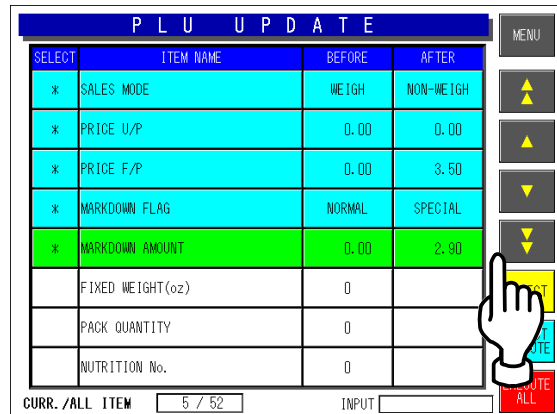 PLU UPDATE
MENU
SELECT ITEM NAME BEFORE AFTER
* SALES MODE WEIGH NON-WEIGH
* PRICE U/P 0.00 0.00
* PRICE F/P 0.00 3.50
* MARKDOWN FLAG NORMAL SPECIAL
* MARKDOWN AMOUNT 0.00 2.90
FIXED WEIGHT(oz) 0
PACK QUANTITY 0
NUTRITION No. 0
CURR./ALL ITEM 5 / 52 INPUT
ALL